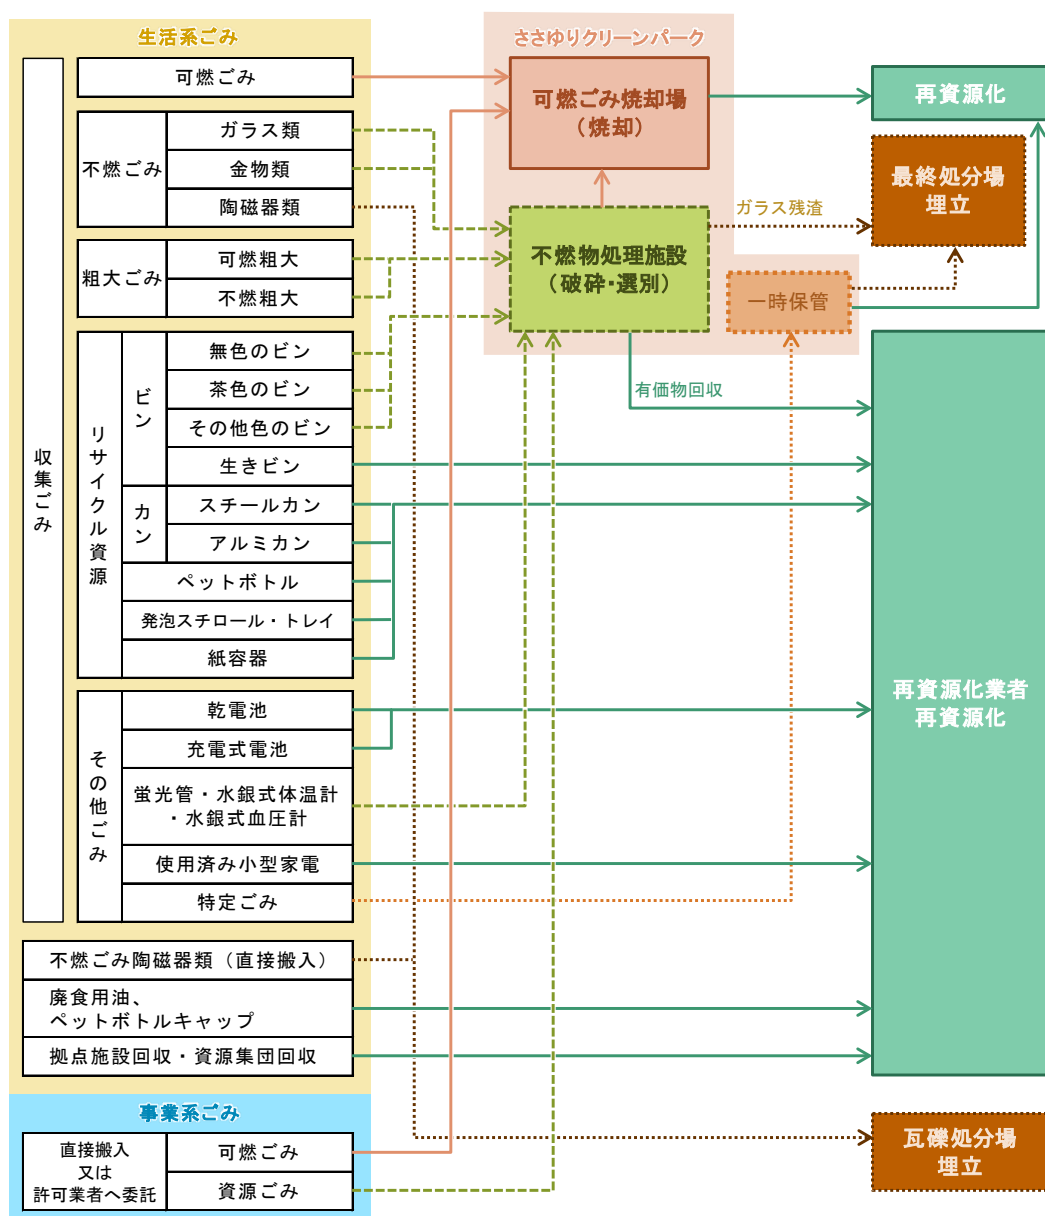 生活系ごみ
収集ごみ
可燃ごみ
不燃ごみ
ガラス類
金物類
陶磁器類
粗大ごみ
可燃粗大
不燃粗大
リサイクル資源
ビン
無色のビン
茶色のビン
その他色のビン
生きビン
カン
スチールカン
アルミカン
ペットボトル
発泡スチロール・トレイ
紙容器
その他ごみ
乾電池
充電式電池
蛍光管・水銀式体温計
・水銀式血圧計
使用済み小型家電
特定ごみ
不燃ごみ陶磁器類（直接搬入）
廃食用油、
ペットボトルキャップ
拠点施設回収・資源集団回収
事業系ごみ
直接搬入
又は
許可業者へ委託
可燃ごみ
資源ごみ
ささゆりクリーンパーク
可燃ごみ焼却場
（焼却）
不燃物処理施設
（破砕・選別）
ガラス残渣
一時保管
有価物回収
再資源化
最終処分場
埋立
再資源化業者
再資源化
瓦礫処分場
埋立